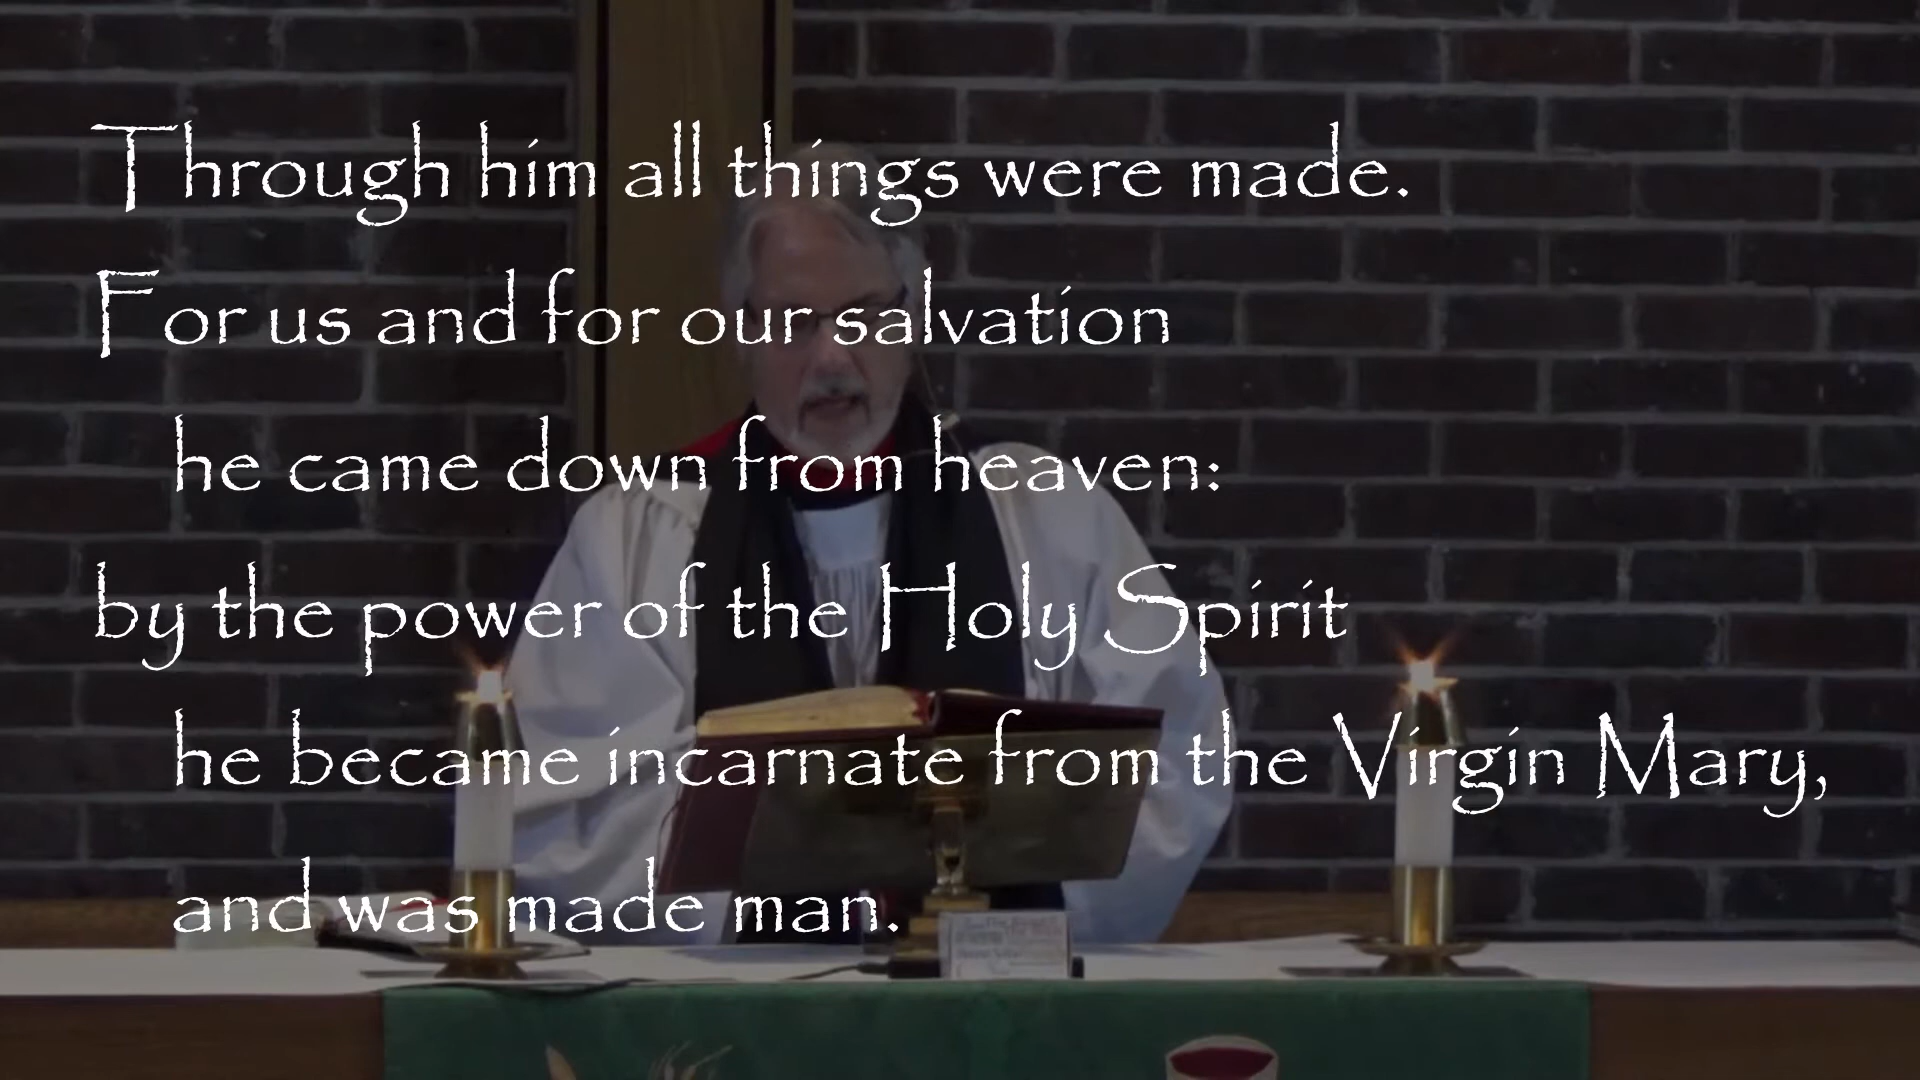 Through him all things were made.
For us and for our salvation
he came down from heaven:
by the power of the Holy Spirit
he became incarnate from the Virgin Mary,
and was made man.